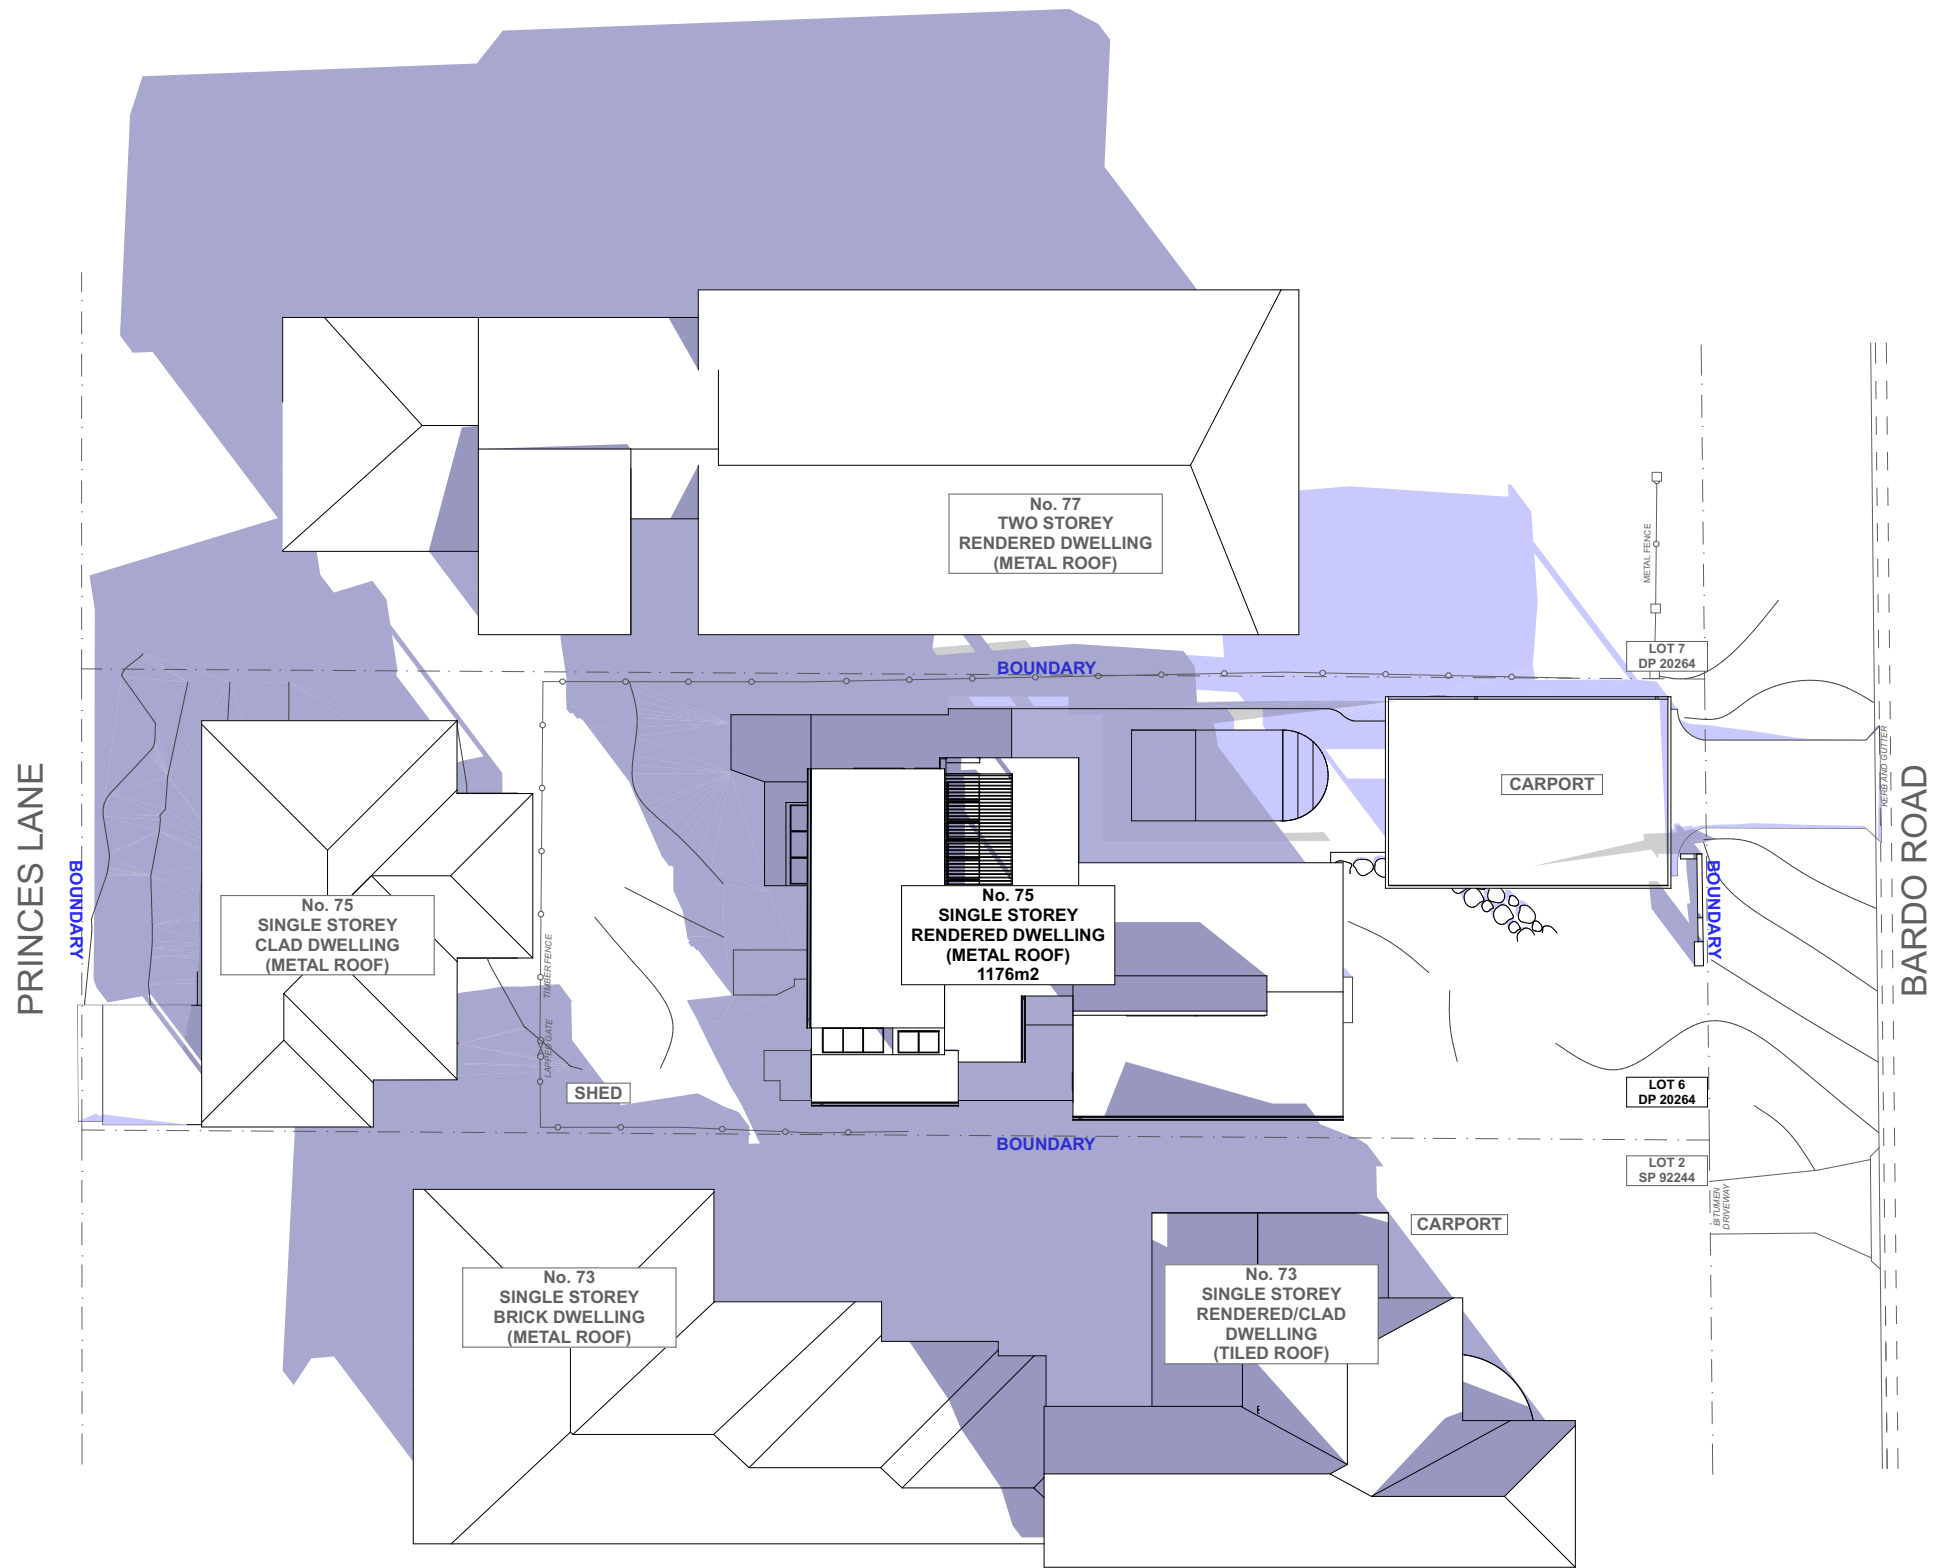 No. 77
TWO STOREY
RENDERED DWELLING
(METAL ROOF)
METAL FENCE
LOT 7
DP 20264
BOUNDARY
KERB AND GUTTER
CARPORT
PRINCES LANE
BOUNDARY
No. 75
SINGLE STOREY
CLAD DWELLING
(METAL ROOF)
TIMBER FENCE
LAPPED GATE
No. 75
SINGLE STOREY
RENDERED DWELLING
(METAL ROOF)
1176m2
BOUNDARY
BARDO ROAD
SHED
LOT 6
DP 20264
BOUNDARY
LOT 2
SP 92244
BITUMEN
DRIVEWAY
CARPORT
No. 73
SINGLE STOREY
BRICK DWELLING
(METAL ROOF)
No. 73
SINGLE STOREY
RENDERED/CLAD
DWELLING
(TILED ROOF)